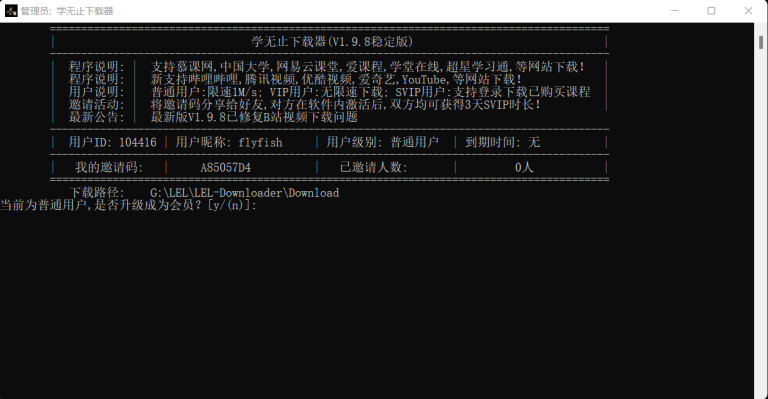 管理员: 学无止下载器
学无止下载器(V1.9.8稳定版)
程序说明: | 支持慕课网,中国大学,网易云课堂,爱课程,学堂在线,超星学习通,等网站下载!
程序说明: | 新支持哔哩哔哩,腾讯视频,优酷视频,爱奇艺,YouTube,等网站下载!
用户说明: | 普通用户:限速1M/s; VIP用户:无限速下载; SVIP用户:支持登录下载已购买课程
邀请活动: | 将邀请码分享给好友,对方在软件内激活后,双方均可获得3天SVIP时长!
最新公告: | 最新版V1.9.8已修复B站视频下载问题
用户ID: 104416 | 用户昵称: flyfish | 用户级别: 普通用户 | 到期时间: 无
我的邀请码: | A85057D4 | 已邀请人数: | 0人
下载路径: G:\LEL\LEL-Downloader\Download
当前为普通用户,是否升级成为会员? [y/(n)]: